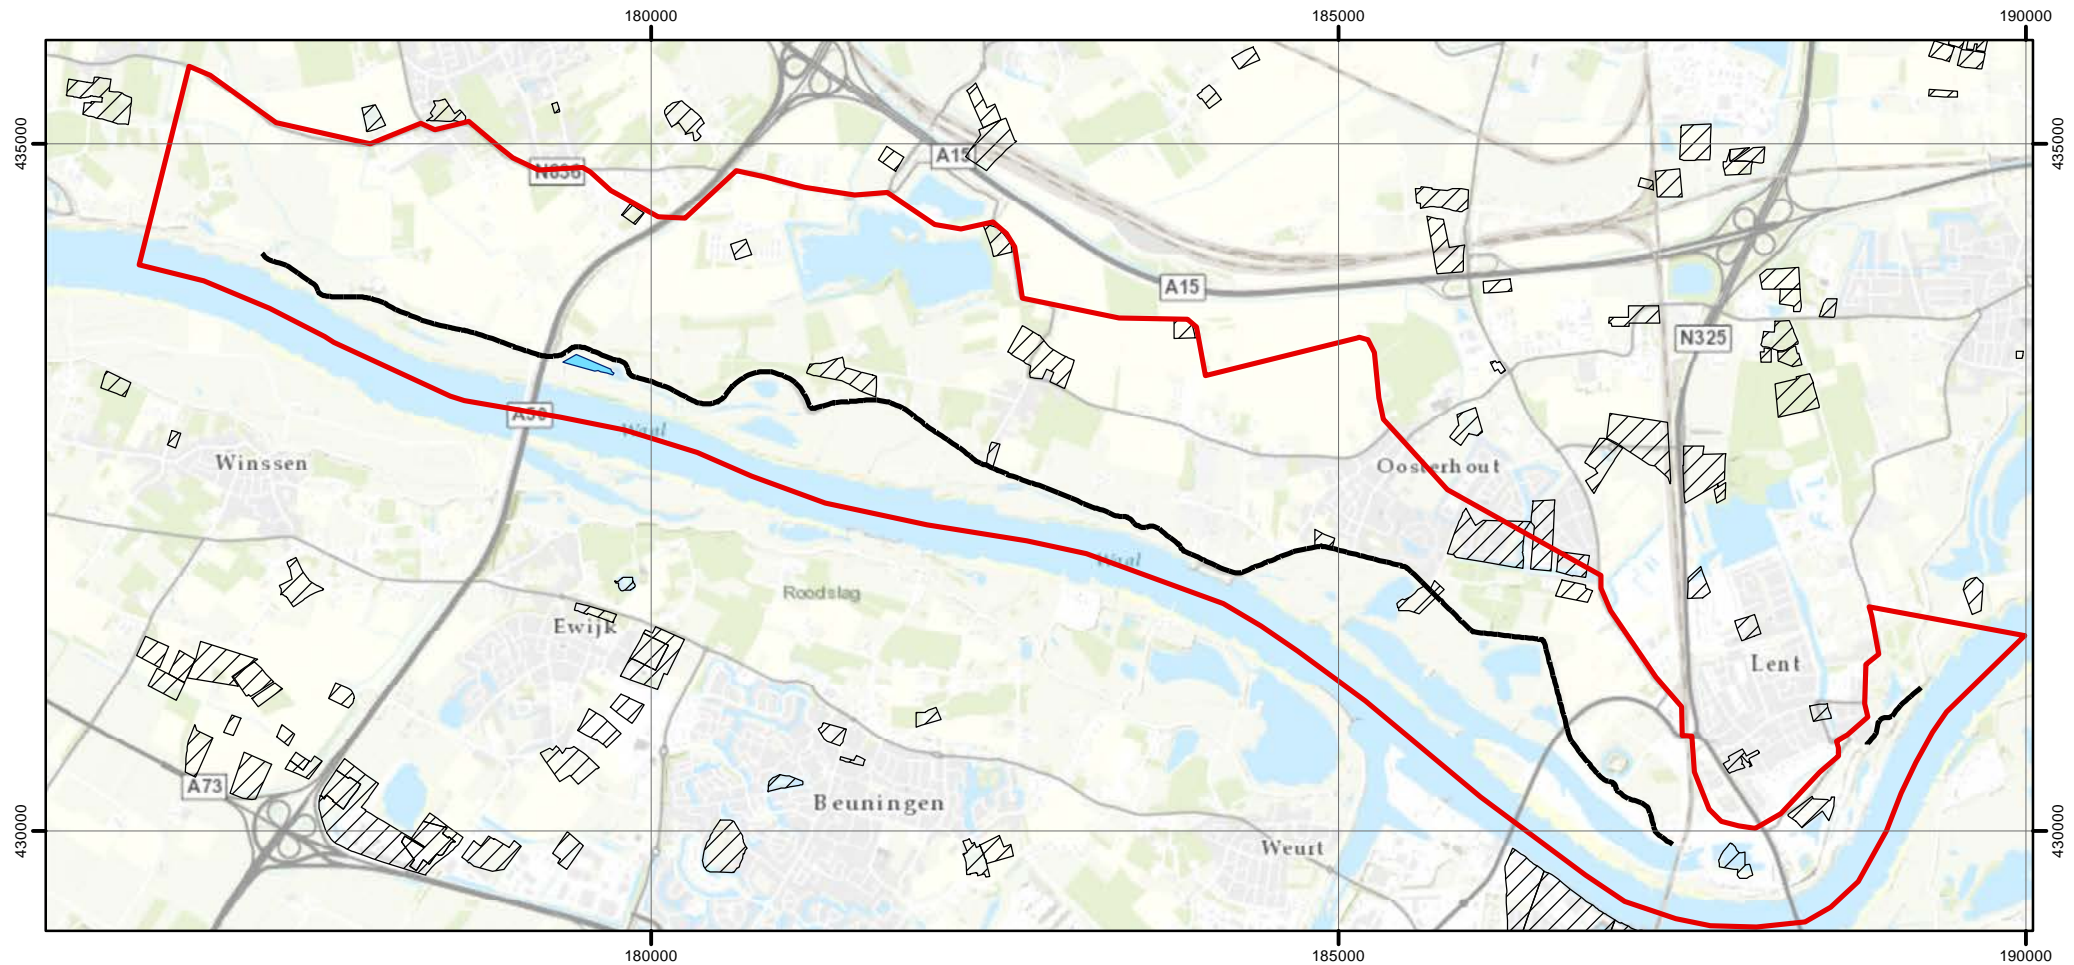 180000
185000
190000
435000
435000
A15
N836
A15
N325
A50
Waal
Winssen
Oosterhout
Waal
Roodslag
Ewijk
Lent
A73
Beuningen
430000
430000
Weurt
180000
185000
190000